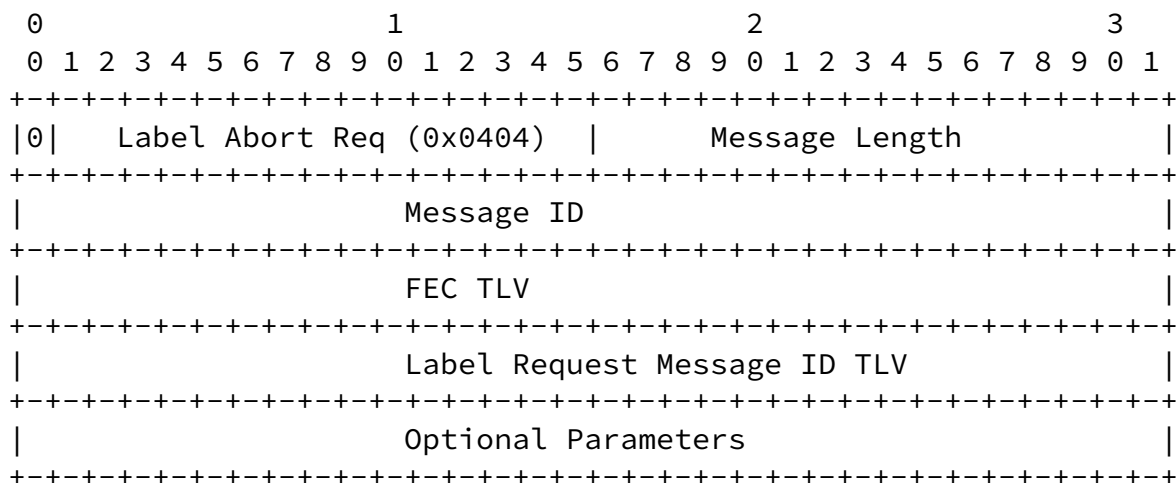 0                   1                   2                   3
 0 1 2 3 4 5 6 7 8 9 0 1 2 3 4 5 6 7 8 9 0 1 2 3 4 5 6 7 8 9 0 1
+-+-+-+-+-+-+-+-+-+-+-+-+-+-+-+-+-+-+-+-+-+-+-+-+-+-+-+-+-+-+-+-+
|0|   Label Abort Req (0x0404)  |      Message Length           |
+-+-+-+-+-+-+-+-+-+-+-+-+-+-+-+-+-+-+-+-+-+-+-+-+-+-+-+-+-+-+-+-+
|                     Message ID                                |
+-+-+-+-+-+-+-+-+-+-+-+-+-+-+-+-+-+-+-+-+-+-+-+-+-+-+-+-+-+-+-+-+
|                     FEC TLV                                   |
+-+-+-+-+-+-+-+-+-+-+-+-+-+-+-+-+-+-+-+-+-+-+-+-+-+-+-+-+-+-+-+-+
|                     Label Request Message ID TLV              |
+-+-+-+-+-+-+-+-+-+-+-+-+-+-+-+-+-+-+-+-+-+-+-+-+-+-+-+-+-+-+-+-+
|                     Optional Parameters                       |
+-+-+-+-+-+-+-+-+-+-+-+-+-+-+-+-+-+-+-+-+-+-+-+-+-+-+-+-+-+-+-+-+